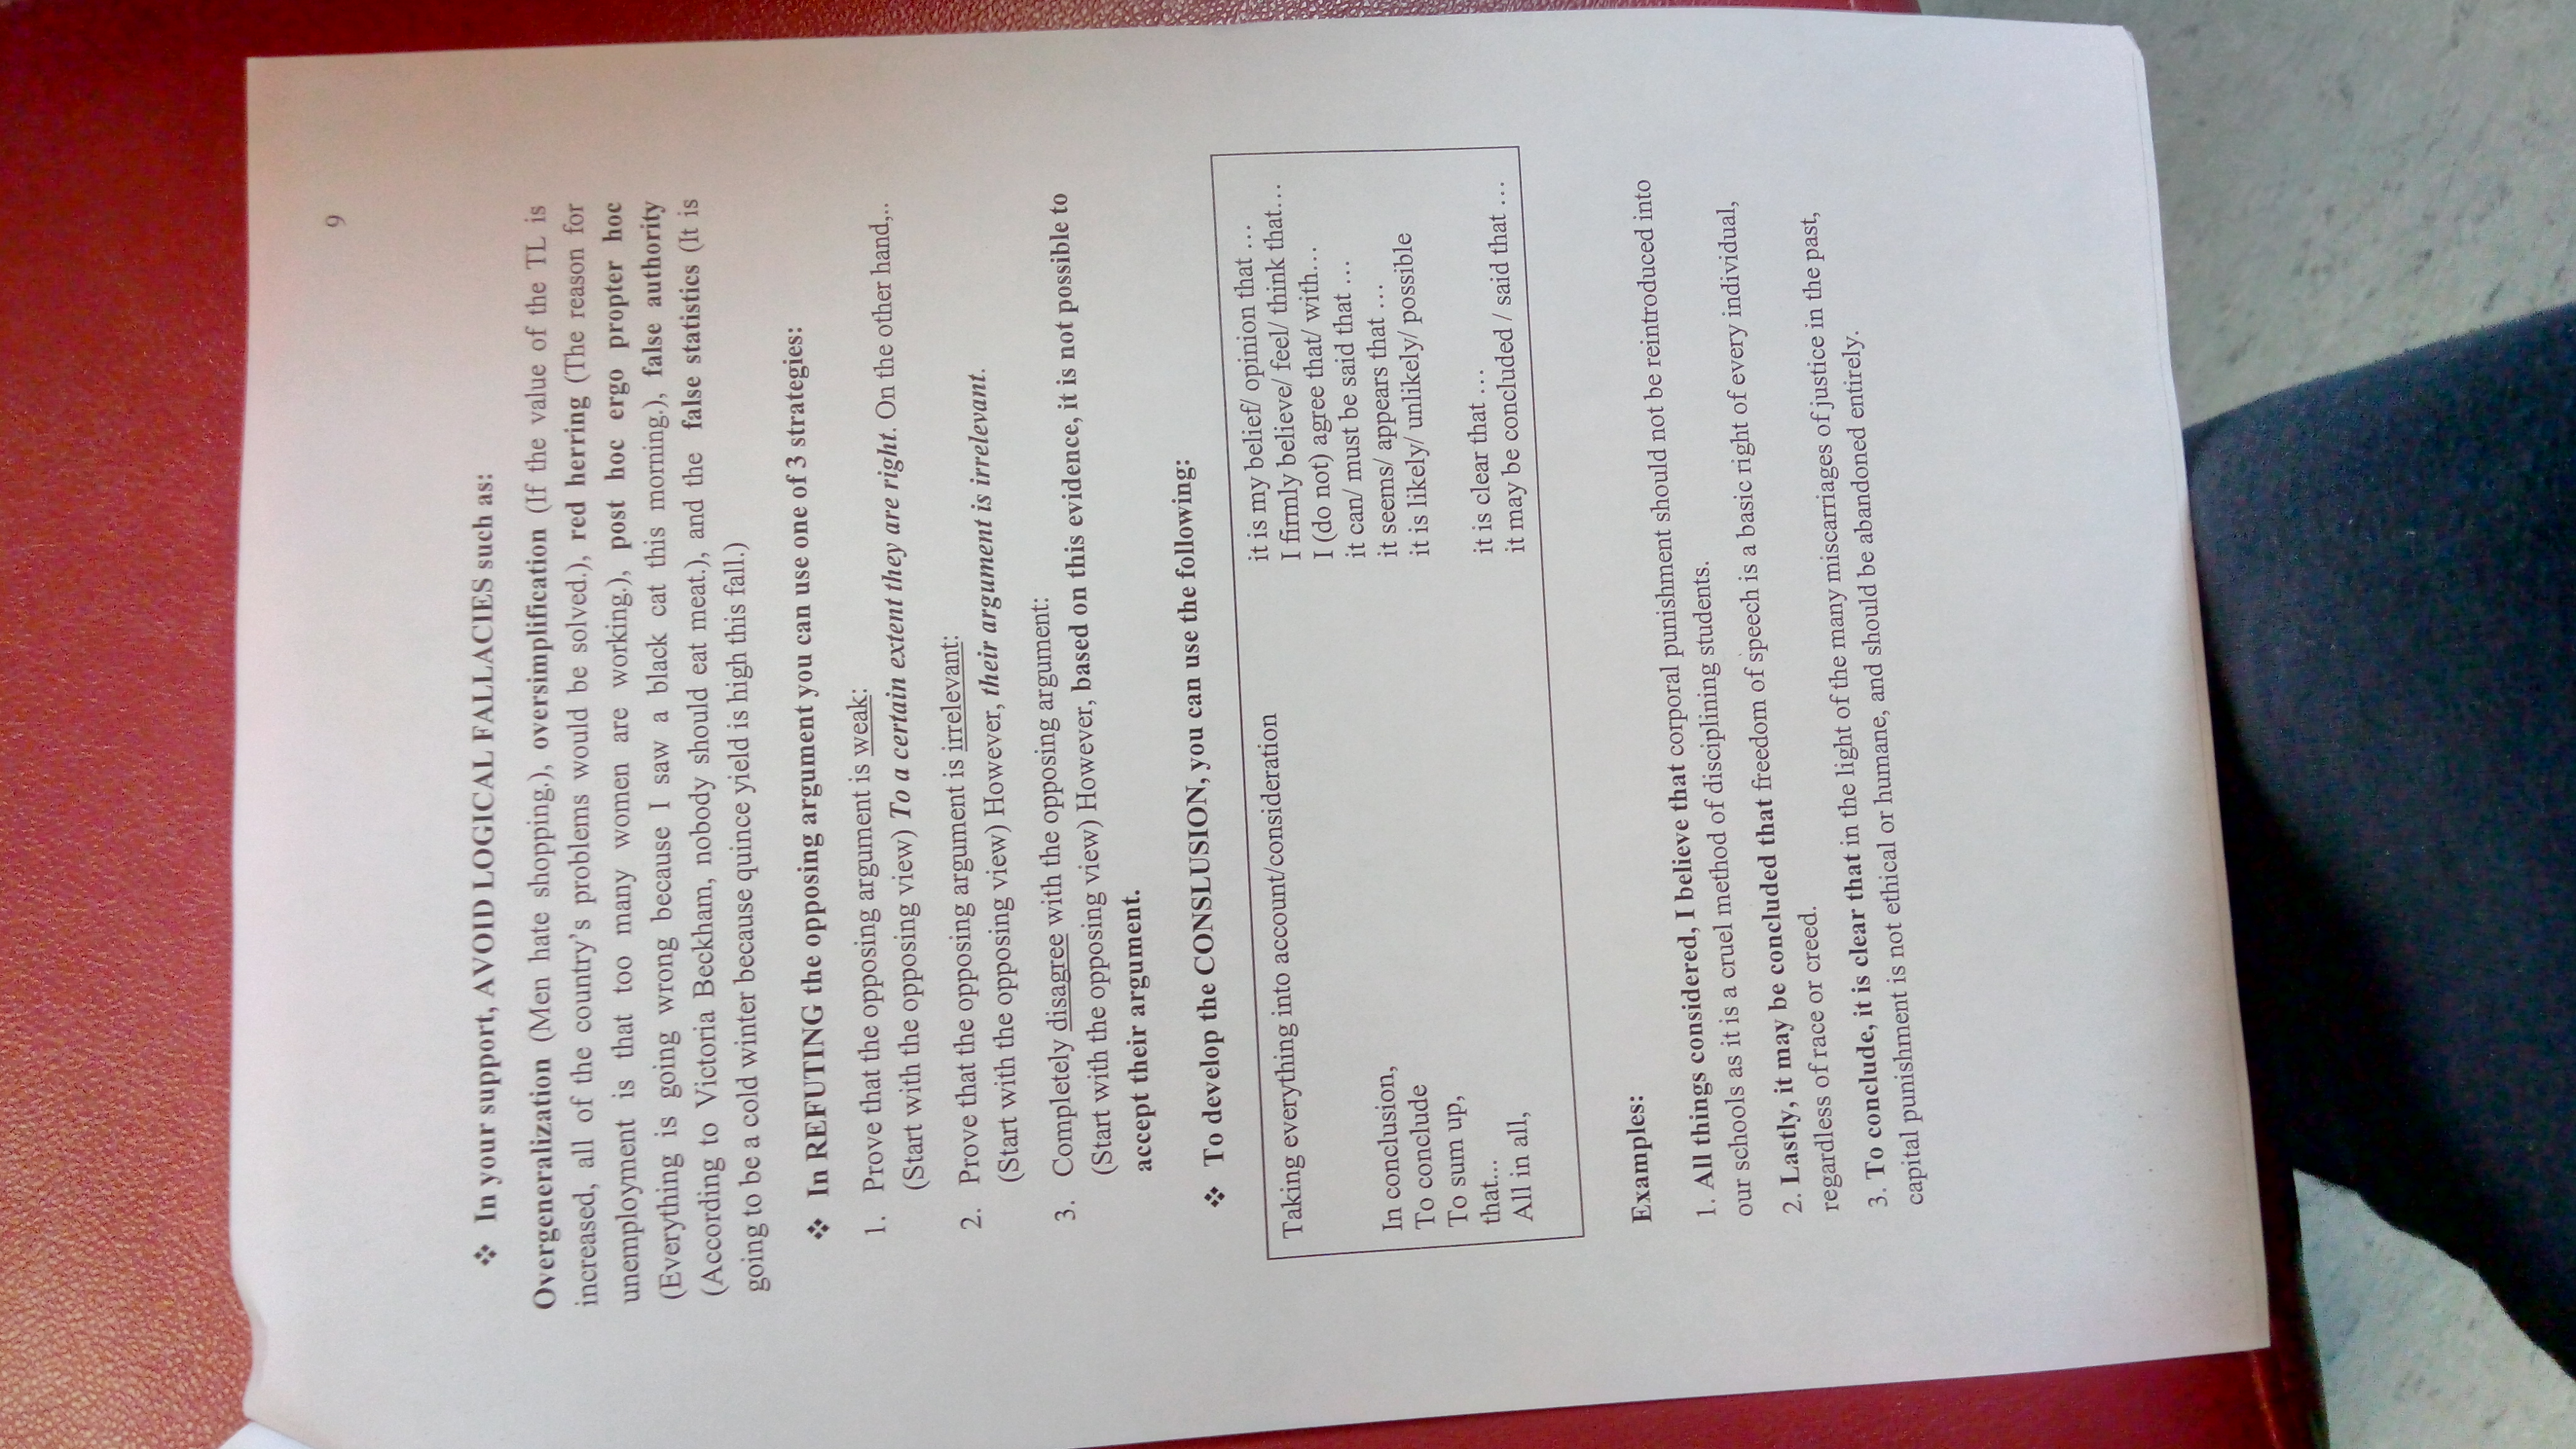 9
❖ In your support, AVOID LOGICAL FALLACIES such as:
Overgeneralization (Men hate shopping.), oversimplification (If the value of the TL is
increased, all of the country's problems would be solved.), red herring (The reason for
unemployment is that too many women are working.), post hoc ergo propter hoc
(Everything is going wrong because I saw a black cat this morning.), false authority
(According to Victoria Beckham, nobody should eat meat.), and the false statistics (It is
going to be a cold winter because quince yield is high this fall.)
❖ In REFUTING the opposing argument you can use one of 3 strategies:
1. Prove that the opposing argument is weak:
(Start with the opposing view) To a certain extent they are right. On the other hand,..
2. Prove that the opposing argument is irrelevant:
(Start with the opposing view) However, their argument is irrelevant.
3. Completely disagree with the opposing argument:
(Start with the opposing view) However, based on this evidence, it is not possible to
accept their argument.
❖ To develop the CONSLUSION, you can use the following:
Taking everything into account/consideration
In conclusion,
To conclude
To sum up,
that...
All in all,
it is my belief/ opinion that ...
I firmly believe/ feel/ think that...
I (do not) agree that/ with...
it can/ must be said that ...
it seems/ appears that ...
it is likely/ unlikely/ possible
it is clear that ...
it may be concluded / said that ...
Examples:
1. All things considered, I believe that corporal punishment should not be reintroduced into
our schools as it is a cruel method of disciplining students.
2. Lastly, it may be concluded that freedom of speech is a basic right of every individual,
regardless of race or creed.
3. To conclude, it is clear that in the light of the many miscarriages of justice in the past,
capital punishment is not ethical or humane, and should be abandoned entirely.